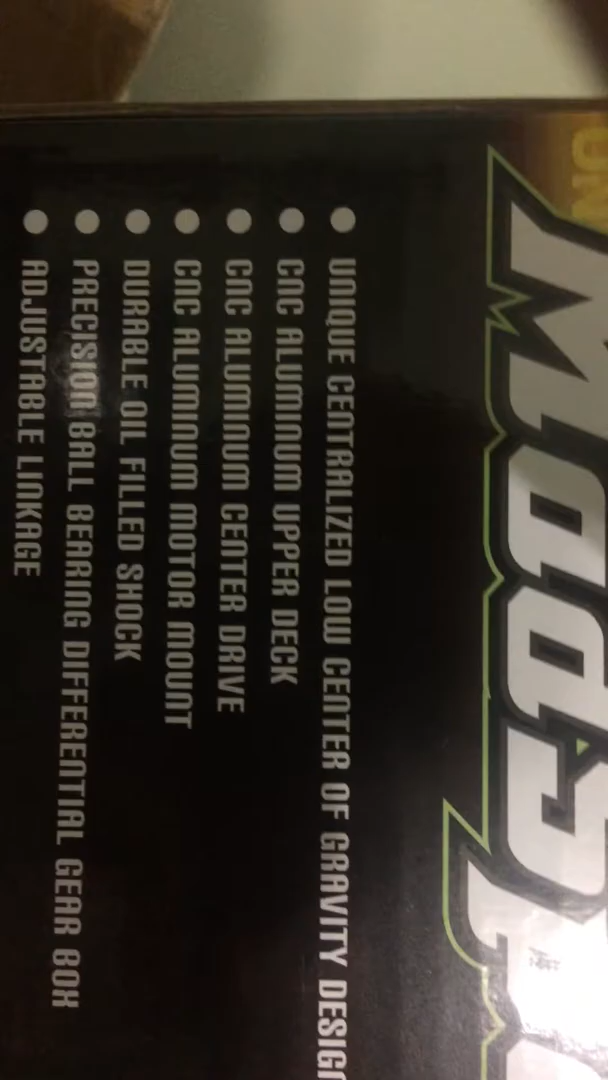 UNIQUE CENTRALIZED LOW CENTER OF GRAVITY DESIGN
CNC ALUMINUM UPPER DECK
CNC ALUMINUM CENTER DRIVE
CNC ALUMINUM MOTOR MOUNT
DURABLE OIL FILLED SHOCK
PRECISION BALL BEARING DIFFERENTIAL GEAR BOX
ADJUSTABLE LINKAGE